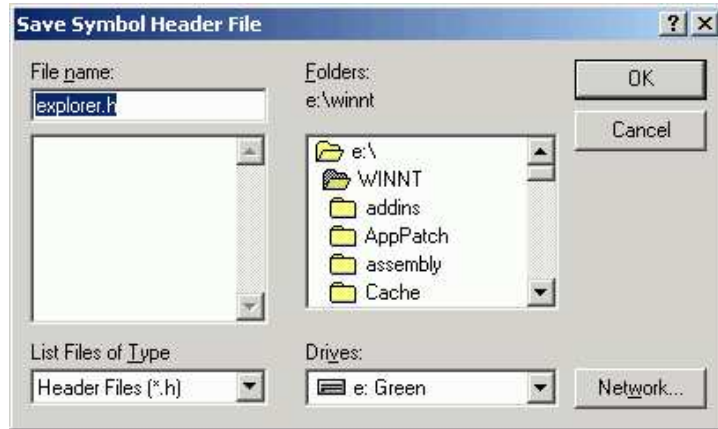 Save Symbol Header File
File name:
explorer.h
Folders:
e:\winnt
OK
Cancel
e:\
WINNT
addins
AppPatch
assembly
Cache
List Files of Type
Header Files (*.h)
Drives:
e: Green
Network...